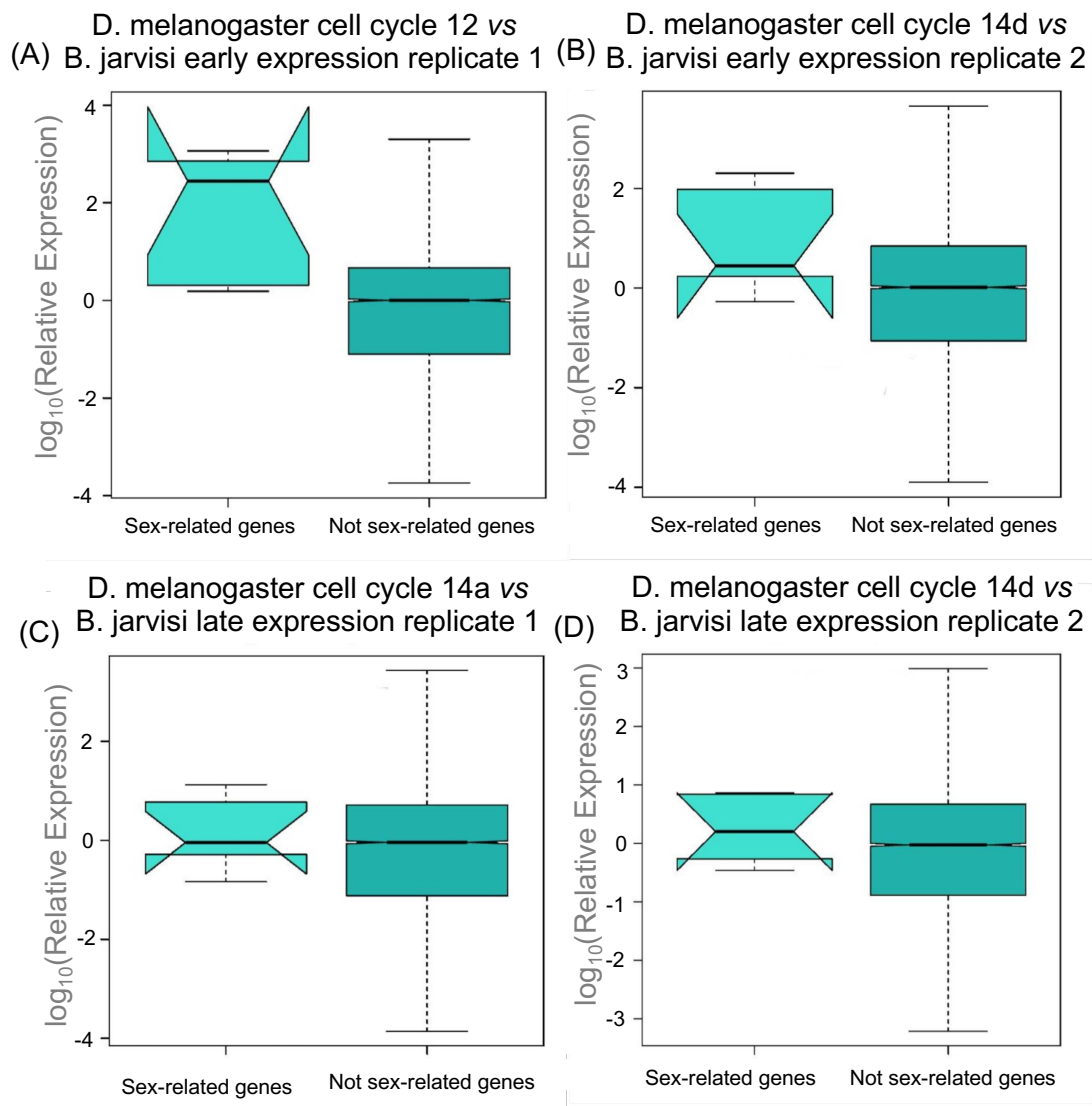 D. melanogaster cell cycle 12 vs
(A) B. jarvisi early expression replicate 1
log10(Relative Expression)
4
2
0
-2
-4
Sex-related genes
Not sex-related genes
D. melanogaster cell cycle 14d vs
(B) B. jarvisi early expression replicate 2
log10(Relative Expression)
2
0
-2
-4
Sex-related genes
Not sex-related genes
D. melanogaster cell cycle 14a vs
(C) B. jarvisi late expression replicate 1
log10(Relative Expression)
2
0
-2
-4
Sex-related genes
Not sex-related genes
D. melanogaster cell cycle 14d vs
(D) B. jarvisi late expression replicate 2
log10(Relative Expression)
3
2
1
0
-1
-2
-3
Sex-related genes
Not sex-related genes